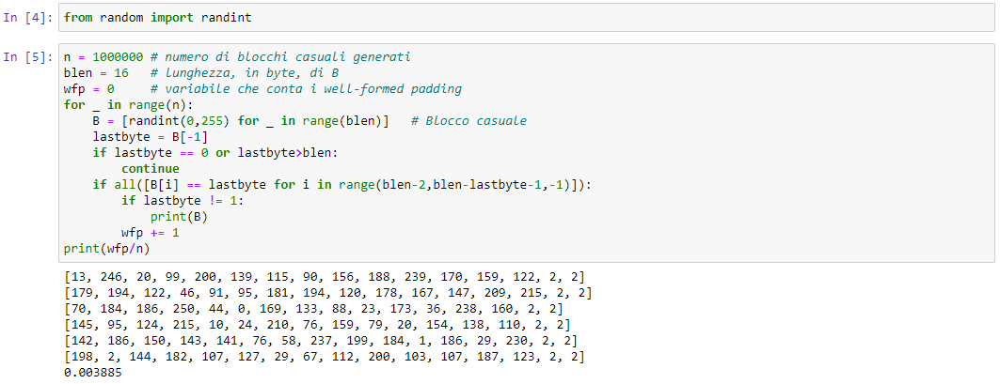 In [4]: from random import randint
In [5]: n = 1000000 # numero di blocchi casuali generati
blen = 16   # lunghezza, in byte, di B
wfp = 0     # variabile che conta i well-formed padding
for _ in range(n):
    B = [randint(0,255) for _ in range(blen)]   # Blocco casuale
    lastbyte = B[-1]
    if lastbyte == 0 or lastbyte>blen:
        continue
    if all([B[i] == lastbyte for i in range(blen-2,blen-lastbyte-1,-1)]):
        if lastbyte != 1:
            print(B)
        wfp += 1
print(wfp/n)
[13, 246, 20, 99, 200, 139, 115, 90, 156, 188, 239, 170, 159, 122, 2, 2]
[179, 194, 122, 46, 91, 95, 181, 194, 120, 178, 167, 147, 209, 215, 2, 2]
[70, 184, 186, 250, 44, 0, 169, 133, 88, 23, 173, 36, 238, 160, 2, 2]
[145, 95, 124, 215, 10, 24, 210, 76, 159, 79, 20, 154, 138, 110, 2, 2]
[142, 186, 150, 143, 141, 76, 58, 237, 199, 184, 1, 186, 29, 230, 2, 2]
[198, 2, 144, 182, 107, 127, 29, 67, 112, 200, 103, 107, 187, 123, 2, 2]
0.003885